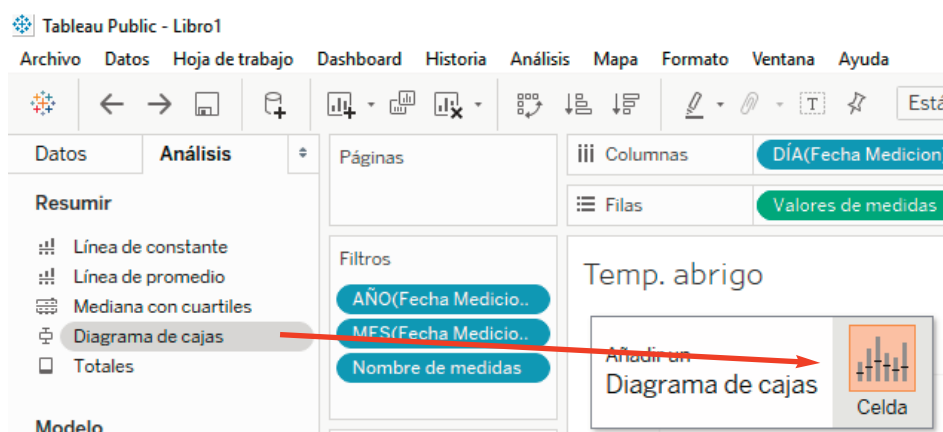 Tableau Public - Libro1
Archivo Datos Hoja de trabajo Dashboard Historia Análisis Mapa Formato Ventana Ayuda
T Está
Datos Análisis
Resumir
Línea de constante
Línea de promedio
Mediana con cuartiles
Diagrama de cajas
Totales
Modelo
Páginas
Filtros
AÑO(Fecha Medicio..
MES(Fecha Medicio..
Nombre de medidas
Columnas DÍA(Fecha Medicion)
Filas Valores de medidas
Temp. abrigo
Añadir un
Diagrama de cajas
Celda